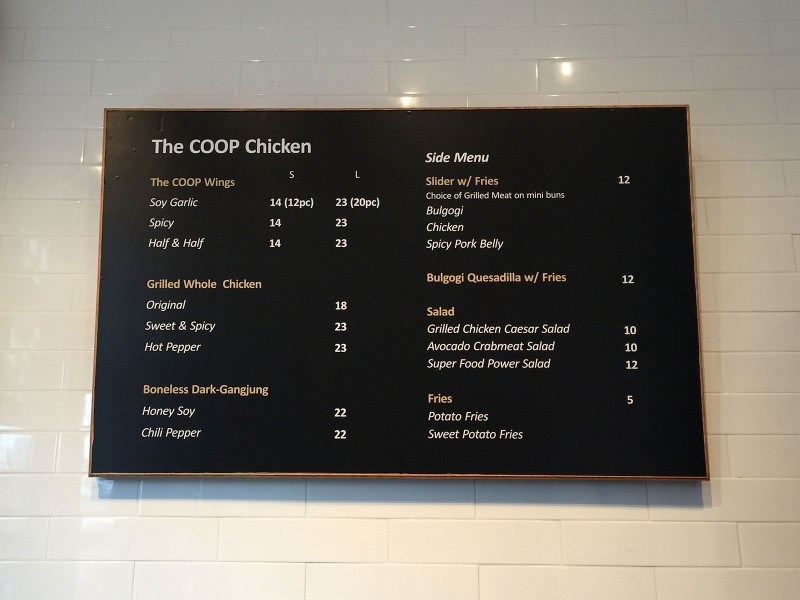 The COOP Chicken
S L
The COOP Wings
Soy Garlic 14 (12pc) 23 (20pc)
Spicy 14 23
Half & Half 14 23
Grilled Whole Chicken
Original 18
Sweet & Spicy 23
Hot Pepper 23
Boneless Dark-Gangjung
Honey Soy 22
Chili Pepper 22
Side Menu
Slider w/ Fries 12
Choice of Grilled Meat on mini buns
Bulgogi
Chicken
Spicy Pork Belly
Bulgogi Quesadilla w/ Fries 12
Salad
Grilled Chicken Caesar Salad 10
Avocado Crabmeat Salad 10
Super Food Power Salad 12
Fries 5
Potato Fries
Sweet Potato Fries